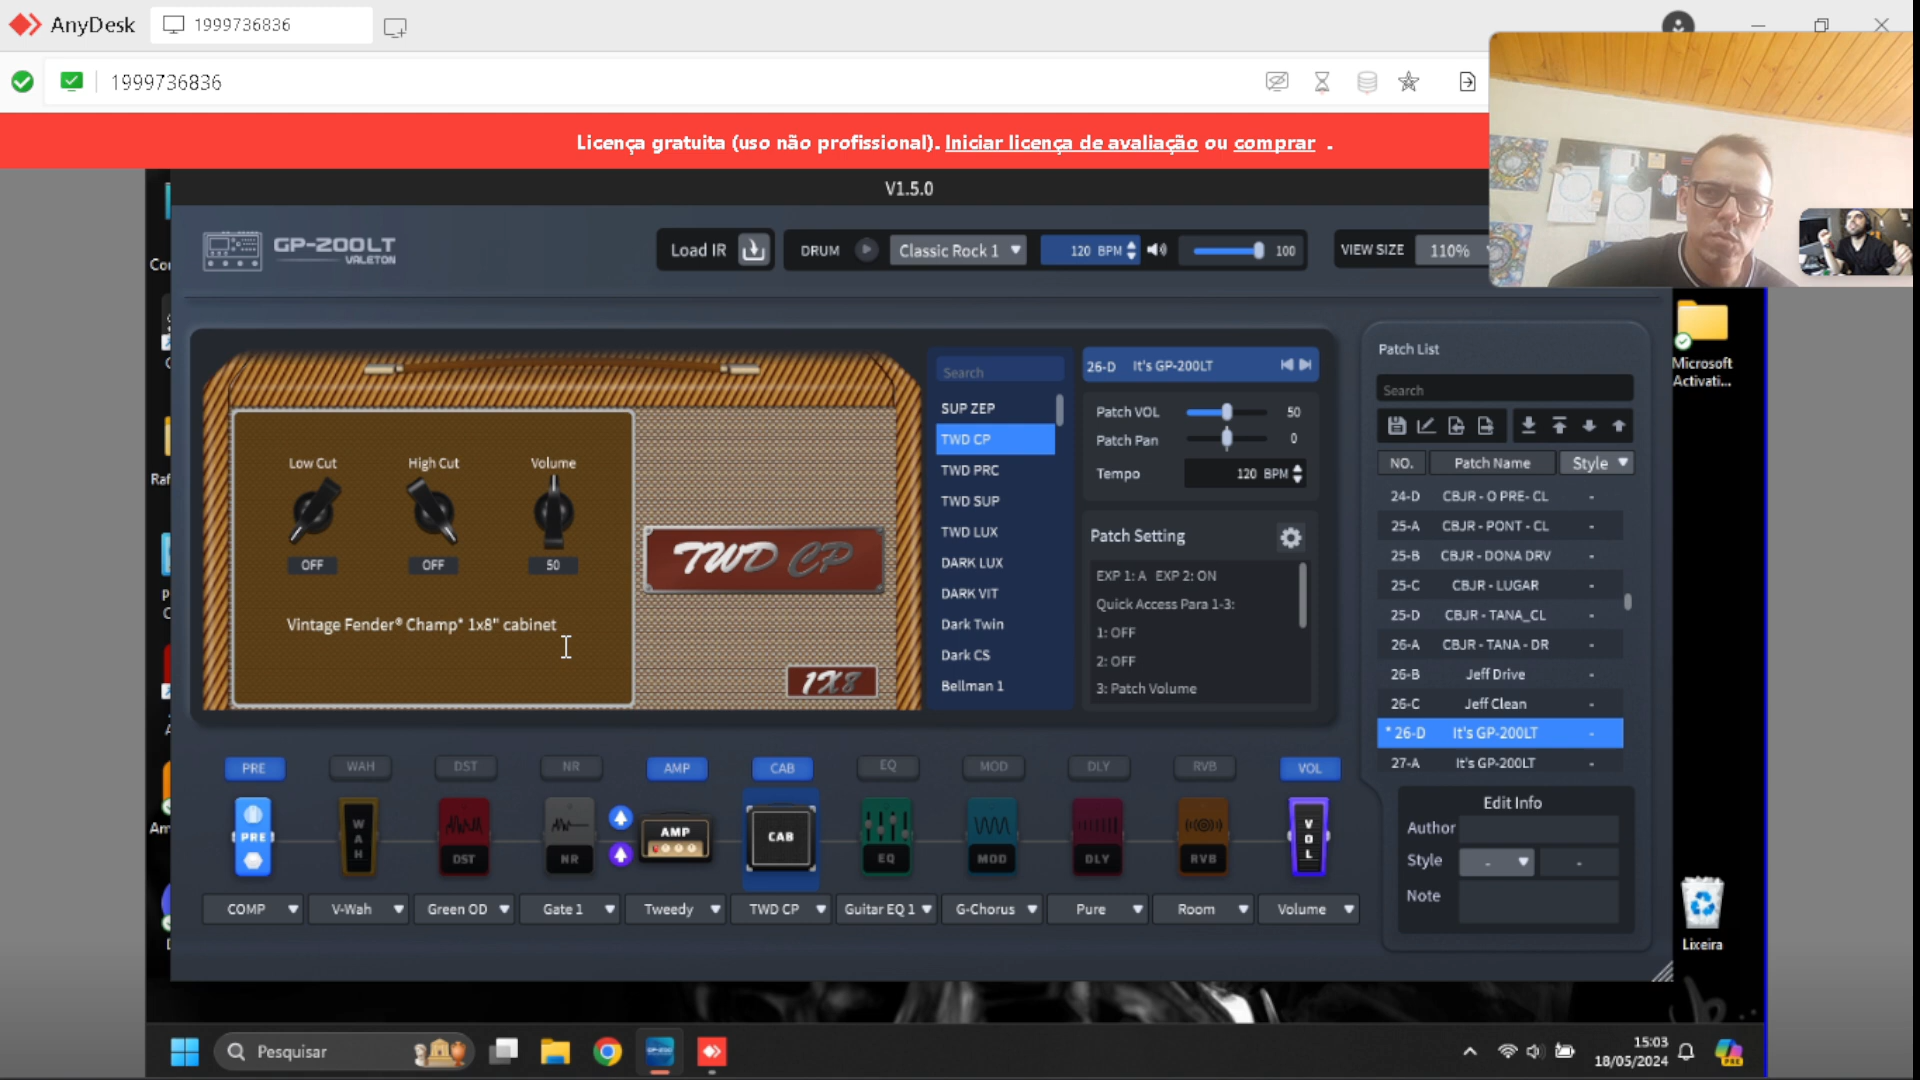 AnyDesk
1999736836
1999736836
Licença gratuita (uso não profissional). Iniciar licença de avaliação ou comprar .
V1.5.0
GP-200LT
VALETON
Load IR
DRUM
Classic Rock 1
120 BPM
100
VIEW SIZE
110%
Low Cut
High Cut
Volume
OFF
OFF
50
Vintage Fender® Champ* 1x8" cabinet
TWD CP
1X8
Search
SUP ZEP
TWD CP
TWD PRC
TWD SUP
TWD LUX
DARK LUX
DARK VIT
Dark Twin
Dark CS
Bellman 1
26-D It's GP-200LT
Patch VOL 50
Patch Pan 0
Tempo 120 BPM
Patch Setting
EXP 1: A EXP 2: ON
Quick Access Para 1-3:
1: OFF
2: OFF
3: Patch Volume
Patch List
Search
NO. Patch Name Style
24-D CBJR - O PRE- CL -
25-A CBJR - PONT - CL -
25-B CBJR - DONA DRV -
25-C CBJR - LUGAR -
25-D CBJR - TANA_CL -
26-A CBJR - TANA - DR -
26-B Jeff Drive -
26-C Jeff Clean -
* 26-D It's GP-200LT -
27-A It's GP-200LT -
Edit Info
Author
Style - -
Note
PRE WAH DST NR AMP CAB EQ MOD DLY RVB VOL
PRE WAH DST NR AMP CAB EQ MOD DLY RVB VOL
COMP V-Wah Green OD Gate 1 Tweedy TWD CP Guitar EQ 1 G-Chorus Pure Room Volume
Microsoft
Activati...
Lixeira
Pesquisar
15:03
18/05/2024
PRE